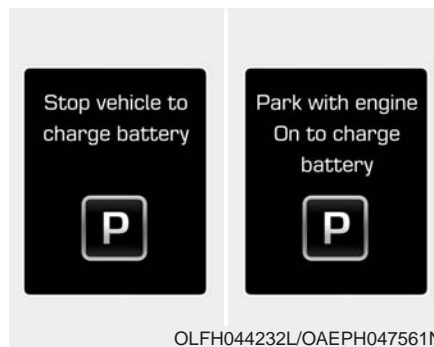 Stop vehicle to
charge battery
P
Park with engine
On to charge
battery
P
OLFH044232L/OAEPH047561N